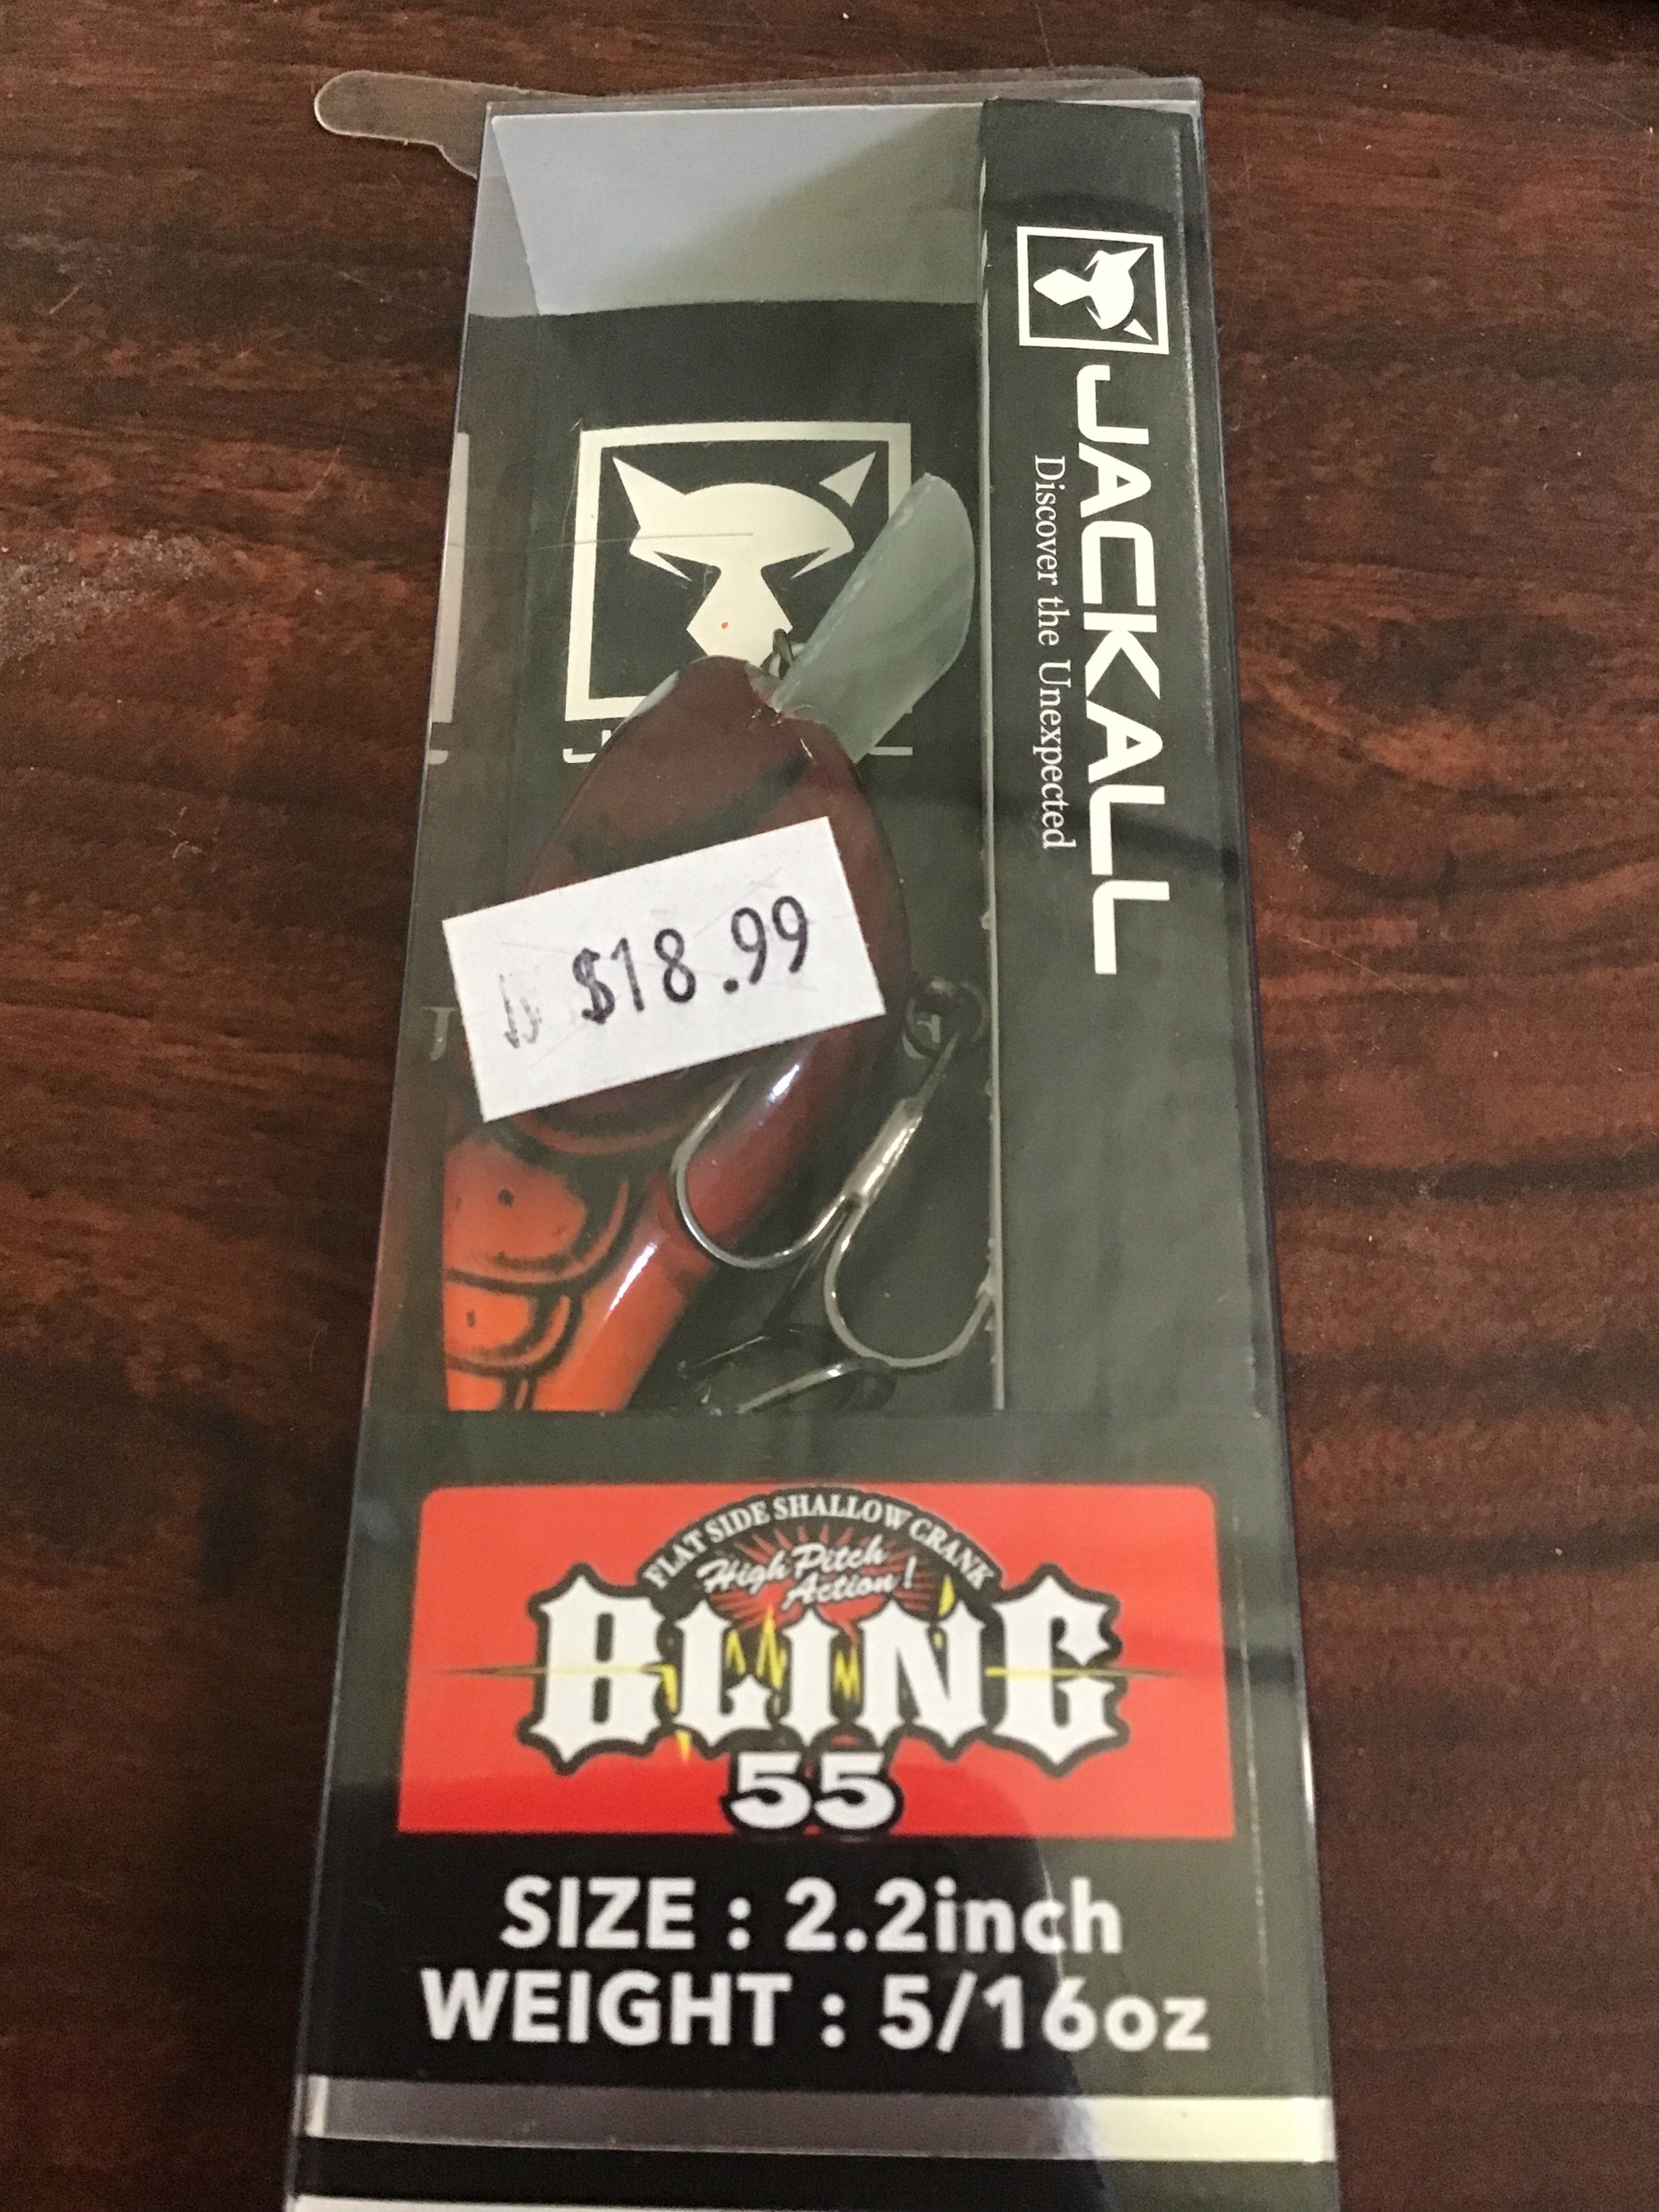 JACKALL
Discover the Unexpected
$18.99
FLAT SIDE SHALLOW CRANK
High Pitch
Action!
BLING
55
SIZE : 2.2inch
WEIGHT : 5/16oz